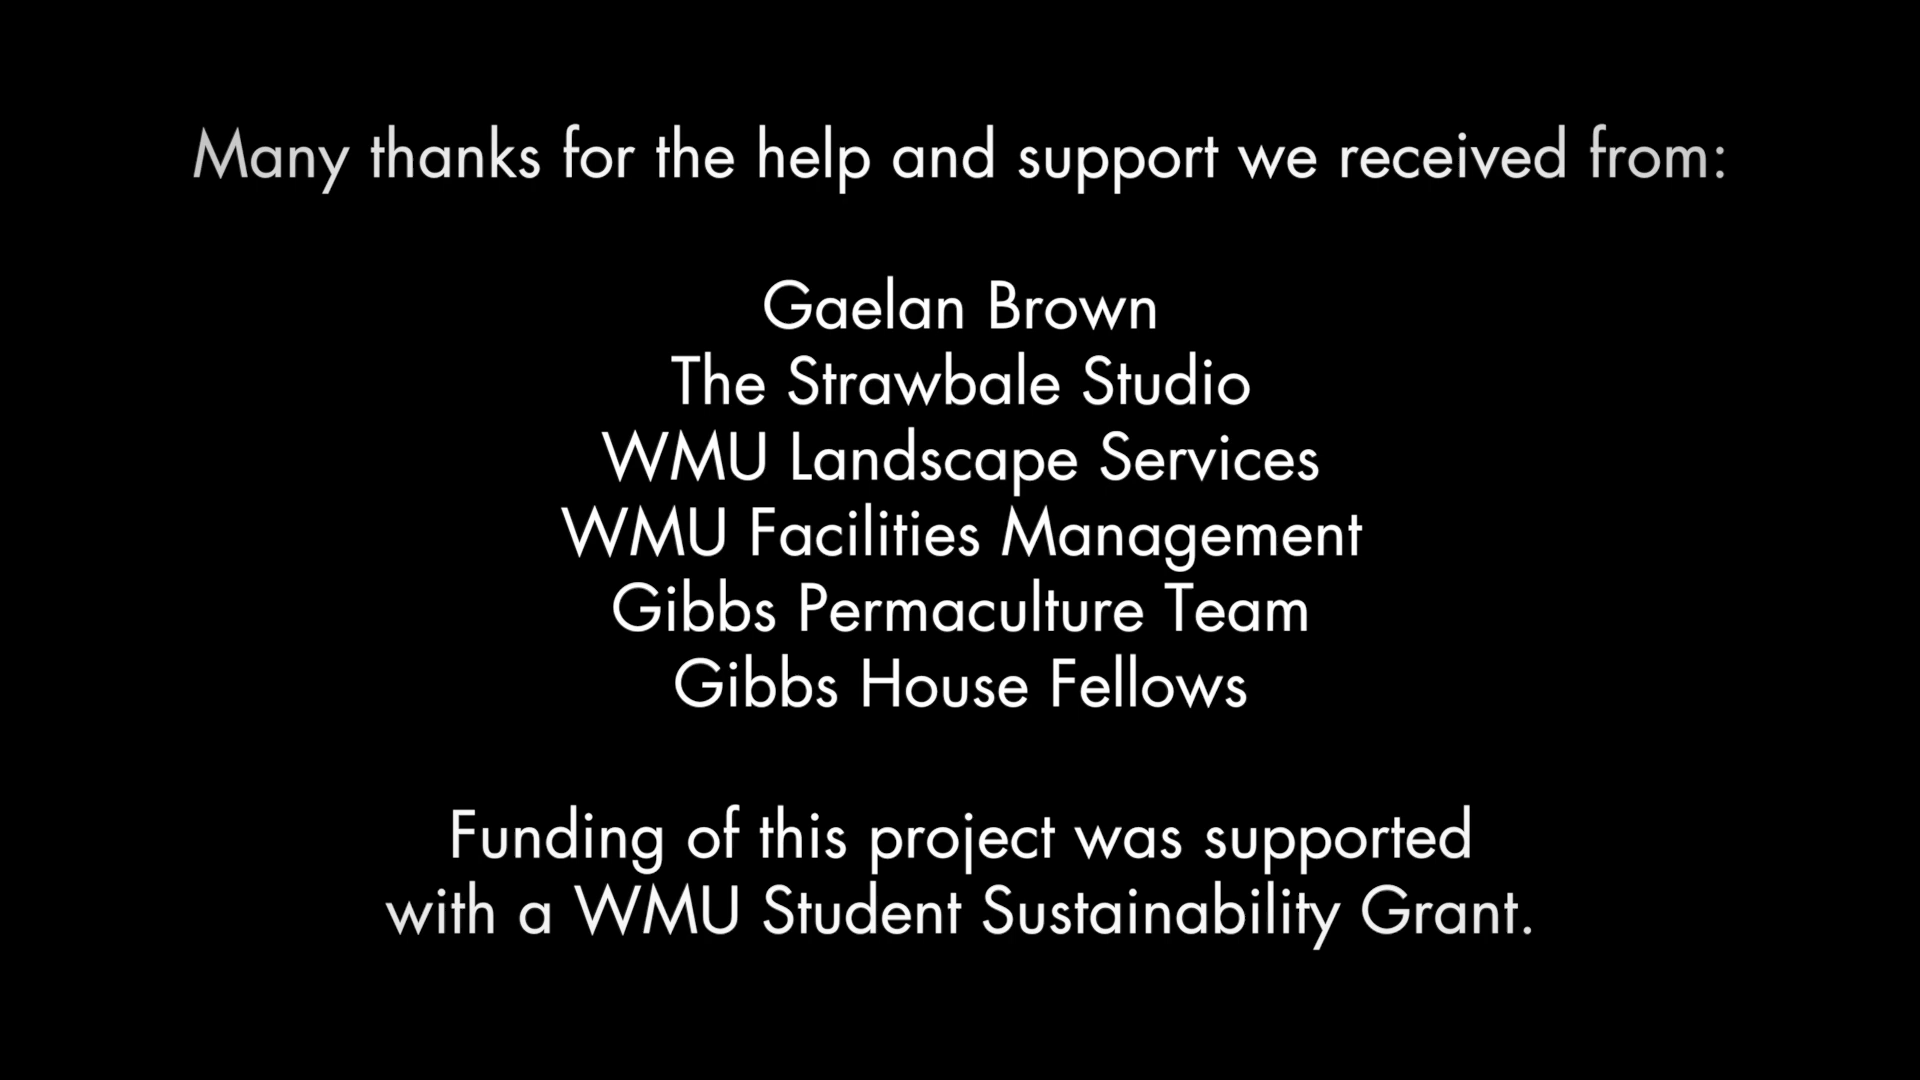 Many thanks for the help and support we received from:
Gaelan Brown
The Strawbale Studio
WMU Landscape Services
WMU Facilities Management
Gibbs Permaculture Team
Gibbs House Fellows
Funding of this project was supported
with a WMU Student Sustainability Grant.